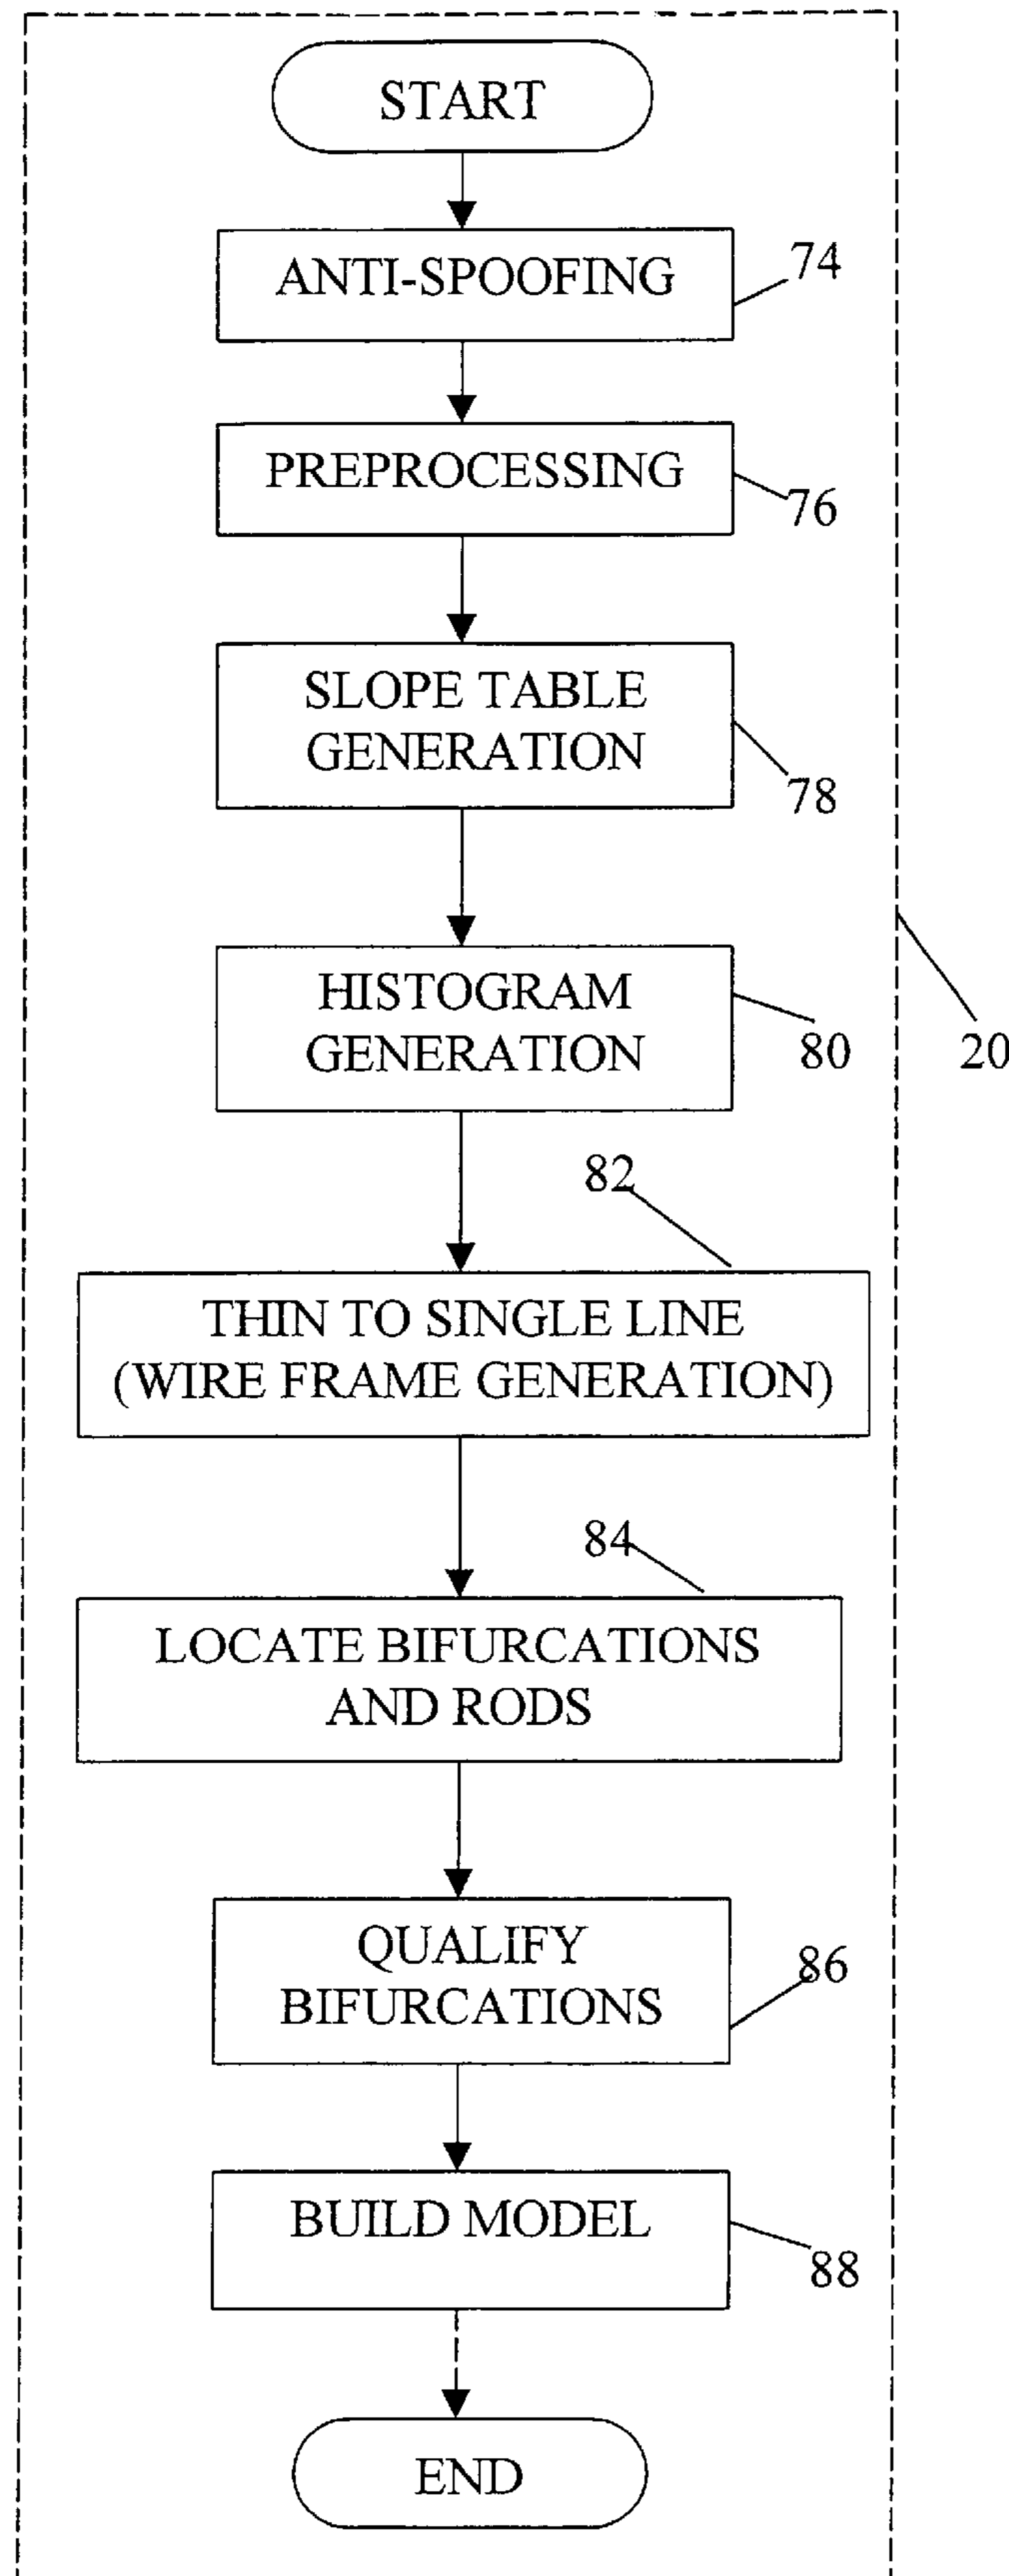 START
ANTI-SPOOFING
74
PREPROCESSING
76
SLOPE TABLE
GENERATION
78
HISTOGRAM
GENERATION
80
20
82
THIN TO SINGLE LINE
(WIRE FRAME GENERATION)
84
LOCATE BIFURCATIONS
AND RODS
QUALIFY
BIFURCATIONS
86
BUILD MODEL
88
END